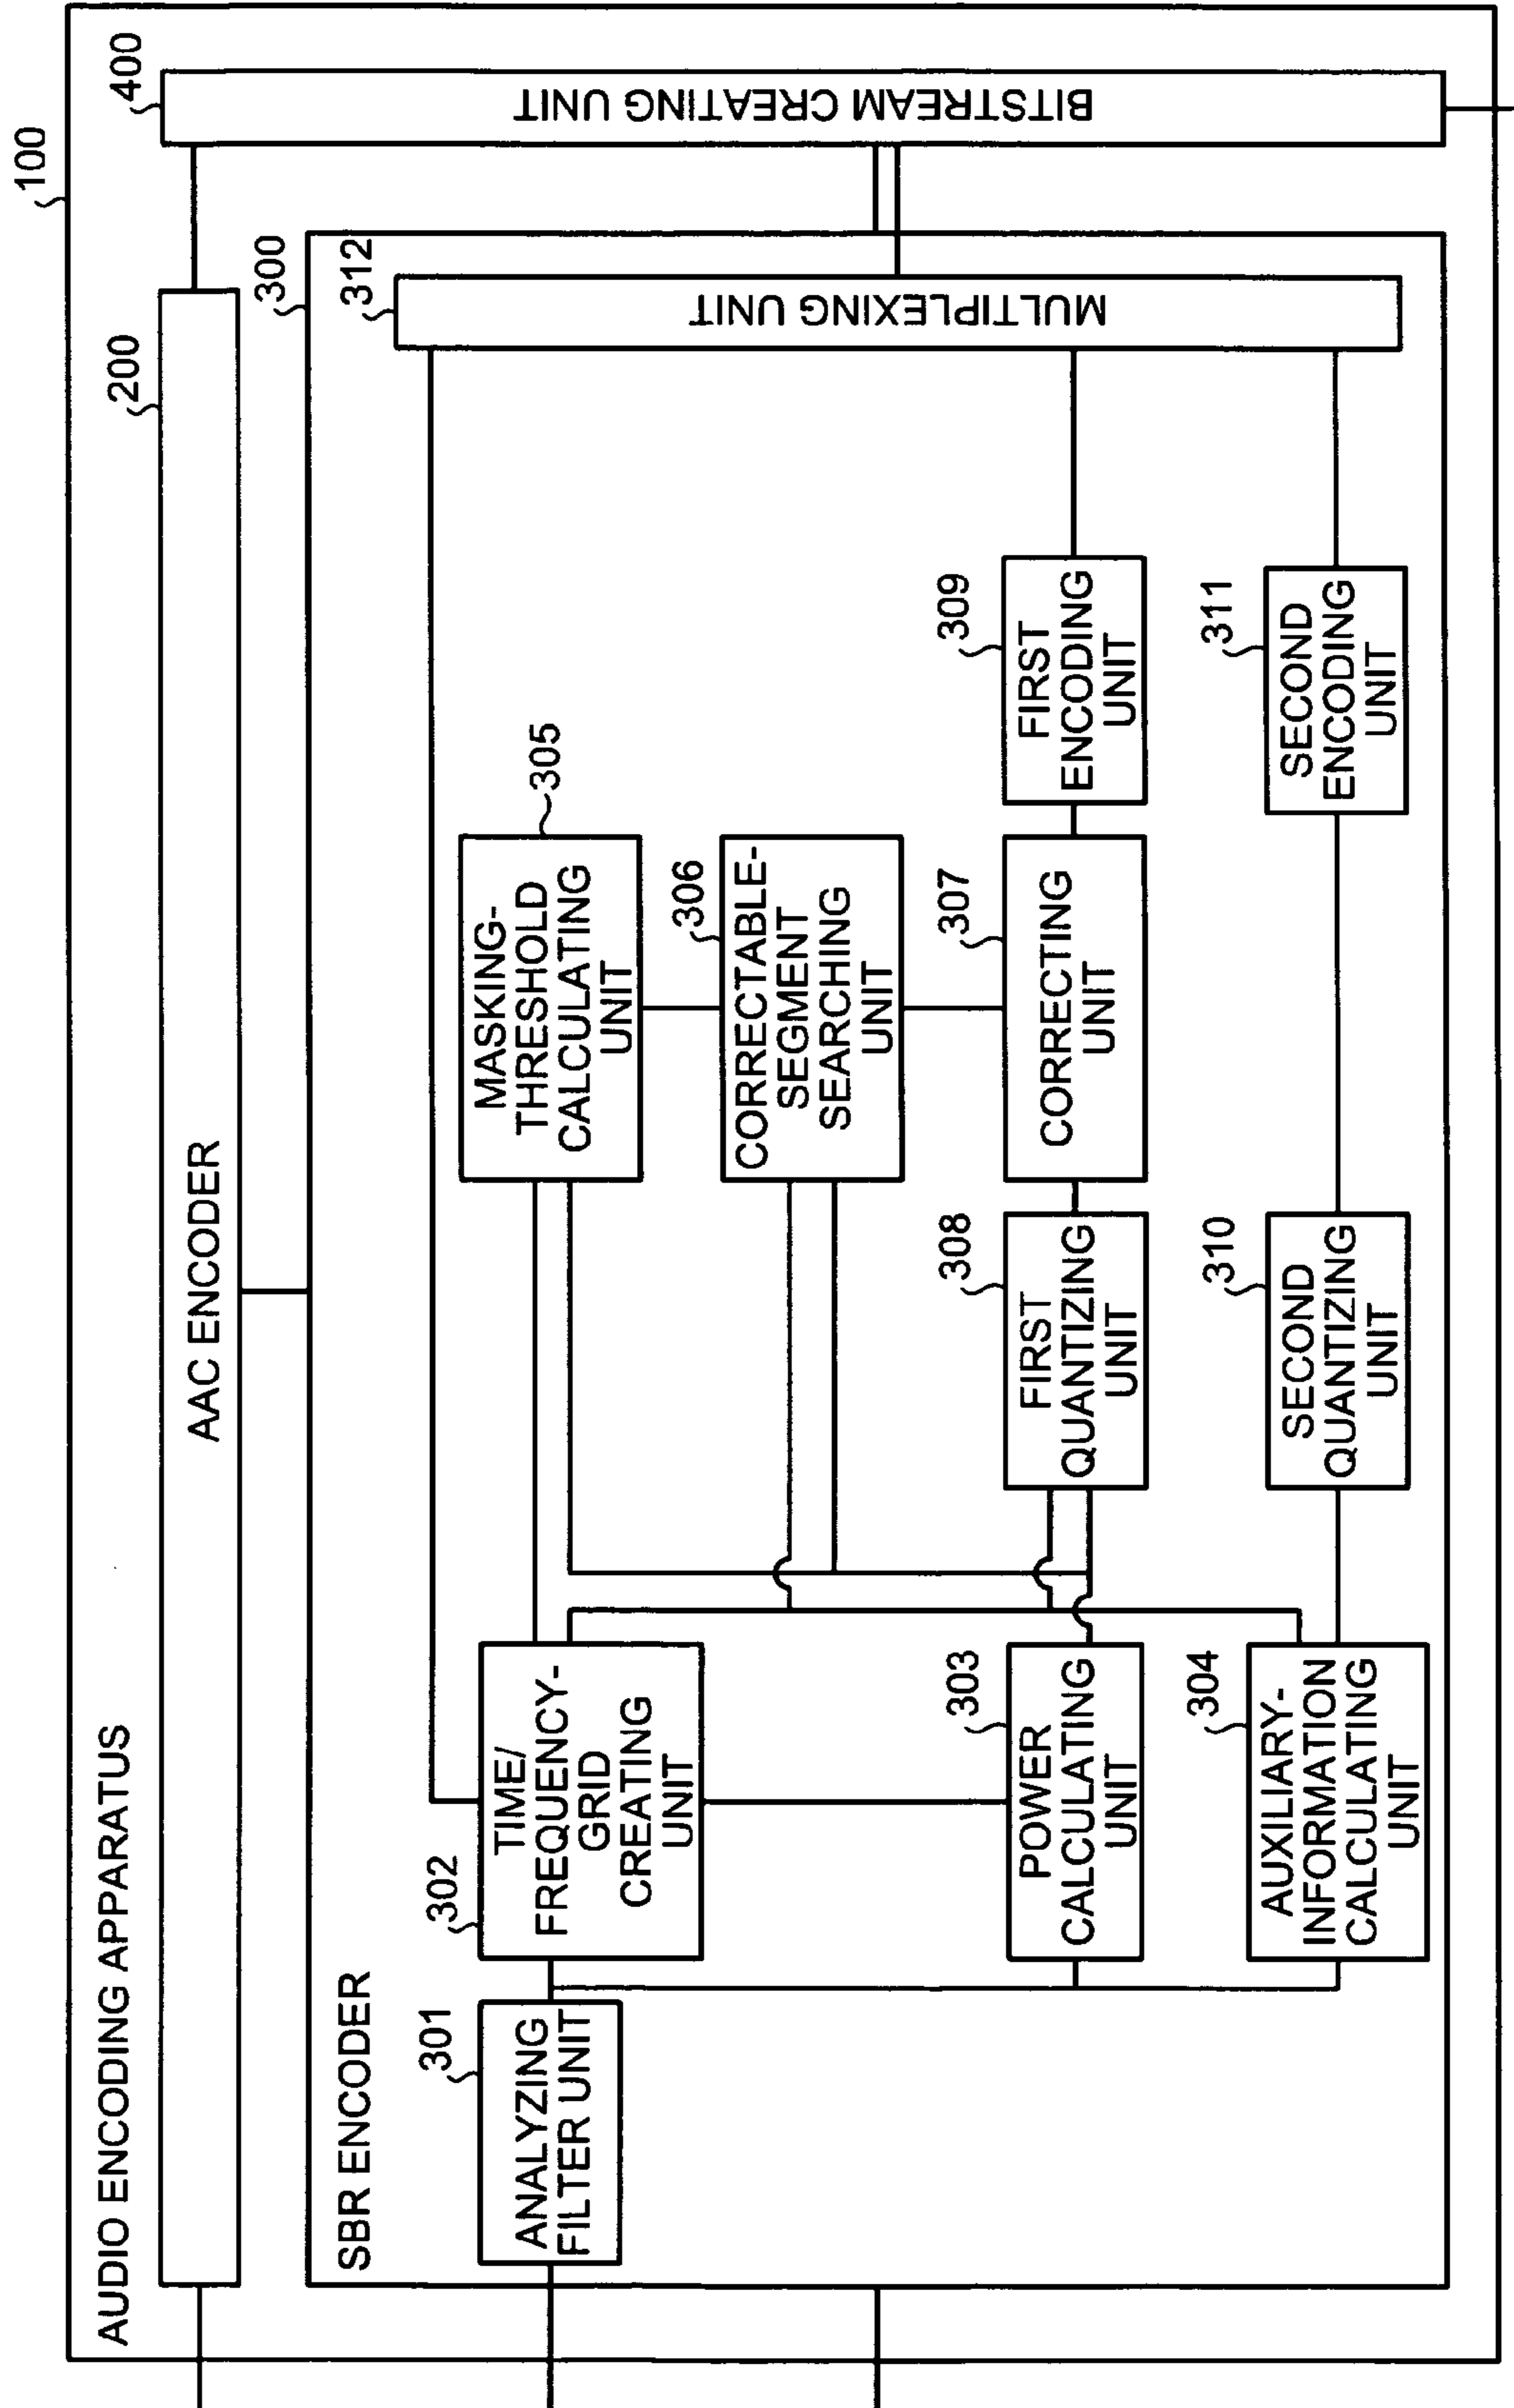 AUDIO ENCODING APPARATUS
100
200
AAC ENCODER
400
BITSTREAM CREATING UNIT
300
SBR ENCODER
301
ANALYZING
FILTER UNIT
302
TIME/
FREQUENCY-
GRID
CREATING
UNIT
303
POWER
CALCULATING
UNIT
304
AUXILIARY-
INFORMATION
CALCULATING
UNIT
305
MASKING-
THRESHOLD
CALCULATING
UNIT
306
CORRECTABLE-
SEGMENT
SEARCHING
UNIT
308
FIRST
QUANTIZING
UNIT
307
CORRECTING
UNIT
309
FIRST
ENCODING
UNIT
310
SECOND
QUANTIZING
UNIT
311
SECOND
ENCODING
UNIT
312
MULTIPLEXING UNIT